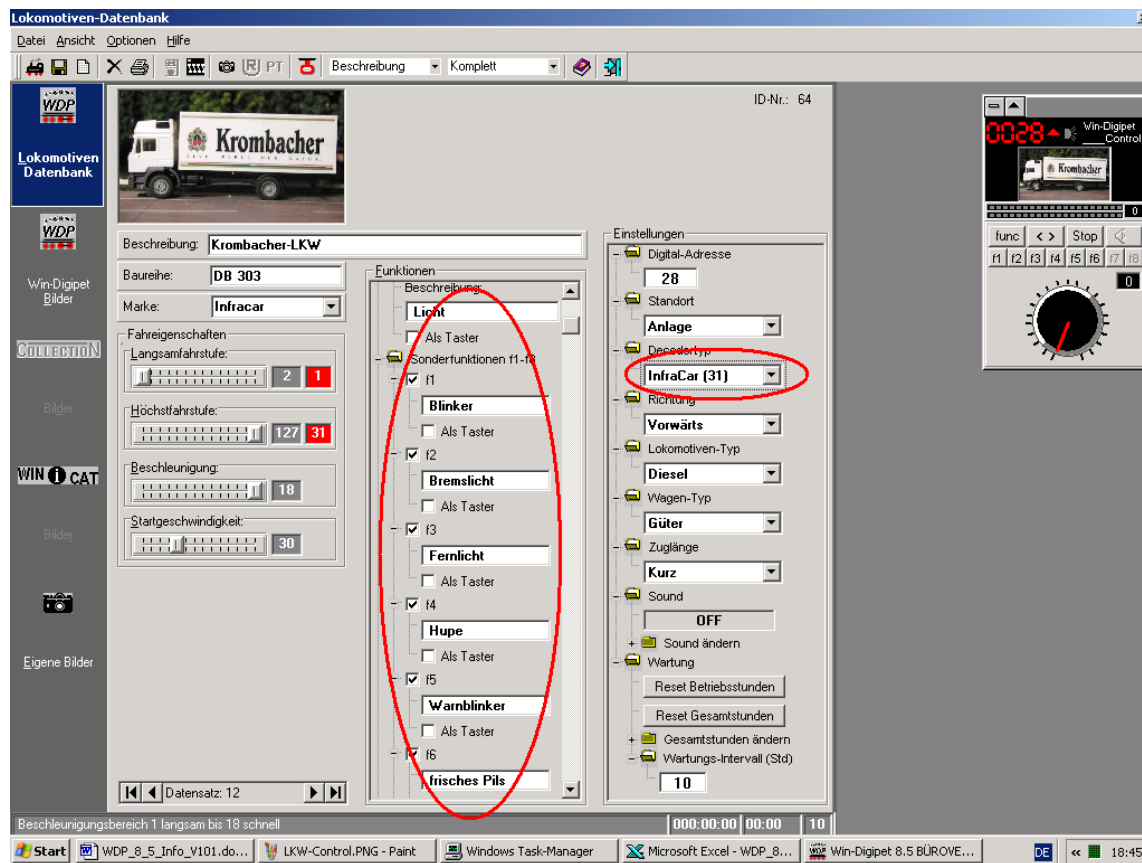 Lokomotiven-Datenbank
Datei Ansicht Optionen Hilfe
PT Beschreibung Komplett
WDP
Lokomotiven
Datenbank
WDP
Win-Digipet
Bilder
COLLECTION
Bilder
WIN i CAT
Bilder
Eigene Bilder
Krombacher
ID-Nr.: 64
Beschreibung: Krombacher-LKW
Baureihe: DB 303
Marke: Infracar
Fahreigenschaften
Langsamfahrstufe:
2 1
Höchstfahrstufe:
127 31
Beschleunigung:
18
Startgeschwindigkeit:
30
Datensatz: 12
Funktionen
Beschreibung:
Licht
Als Taster
Sonderfunktionen f1-f8
f1
Blinker
Als Taster
f2
Bremslicht
Als Taster
f3
Fernlicht
Als Taster
f4
Hupe
Als Taster
f5
Warnblinker
Als Taster
f6
frisches Pils
Einstellungen
Digital-Adresse
28
Standort
Anlage
Decodertyp
InfraCar (31)
Richtung
Vorwärts
Lokomotiven-Typ
Diesel
Wagen-Typ
Güter
Zuglänge
Kurz
Sound
OFF
Sound ändern
Wartung
Reset Betriebsstunden
Reset Gesamtstunden
Gesamtstunden ändern
Wartungs-Intervall (Std)
10
0028 Win-Digipet
Control
Krombacher
0
func < > Stop
f1 f2 f3 f4 f5 f6 f7 f8
0
Beschleunigungsbereich 1 langsam bis 18 schnell 000:00:00 00:00 10
Start WDP_8_5_Info_V101.do... LKW-Control.PNG - Paint Windows Task-Manager Microsoft Excel - WDP_8... Win-Digipet 8.5 BÜROVE... DE « 18:45